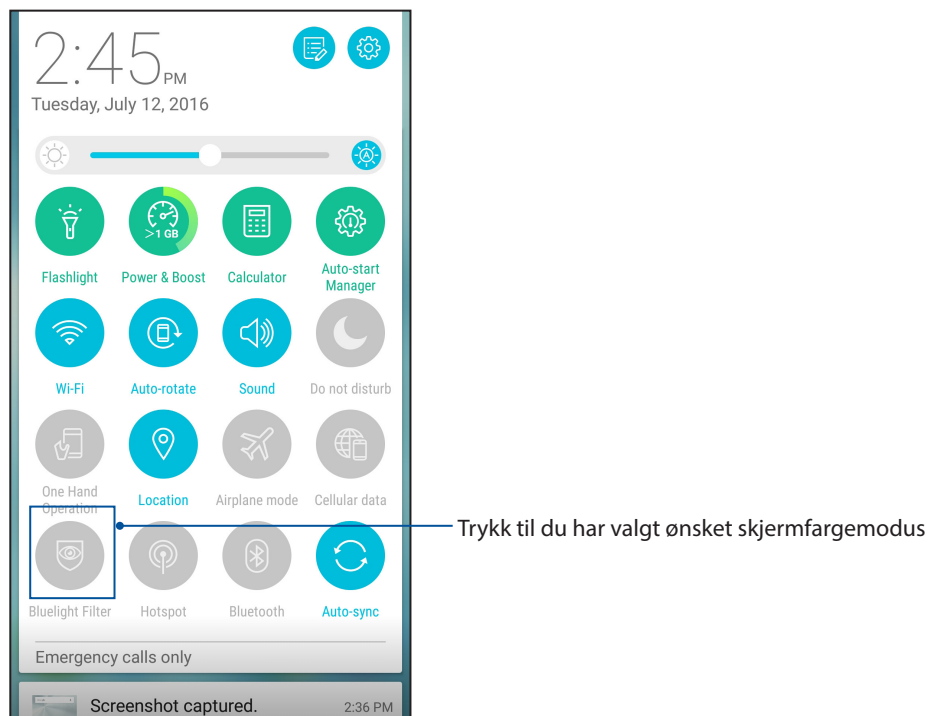 2:45 PM
Tuesday, July 12, 2016
A
>1 GB
Flashlight
Power & Boost
Calculator
Auto-start
Manager
Wi-Fi
Auto-rotate
Sound
Do not disturb
One Hand
Operation
Location
Airplane mode
Cellular data
Trykk til du har valgt ønsket skjermfargemodus
Bluelight Filter
Hotspot
Bluetooth
Auto-sync
Emergency calls only
Screenshot captured.
2:36 PM